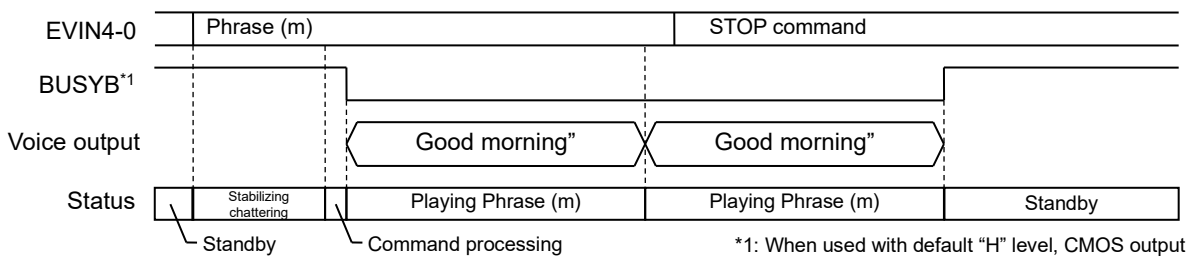 EVIN4-0 Phrase (m) STOP command
BUSYB*1
Voice output Good morning” Good morning”
Status Stabilizing chattering Playing Phrase (m) Playing Phrase (m) Standby
Standby Command processing *1: When used with default “H” level, CMOS output